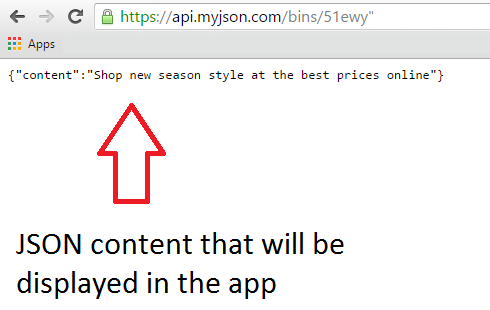 https://api.myjson.com/bins/51ewy"
Apps
{"content":"Shop new season style at the best prices online"}
JSON content that will be
displayed in the app